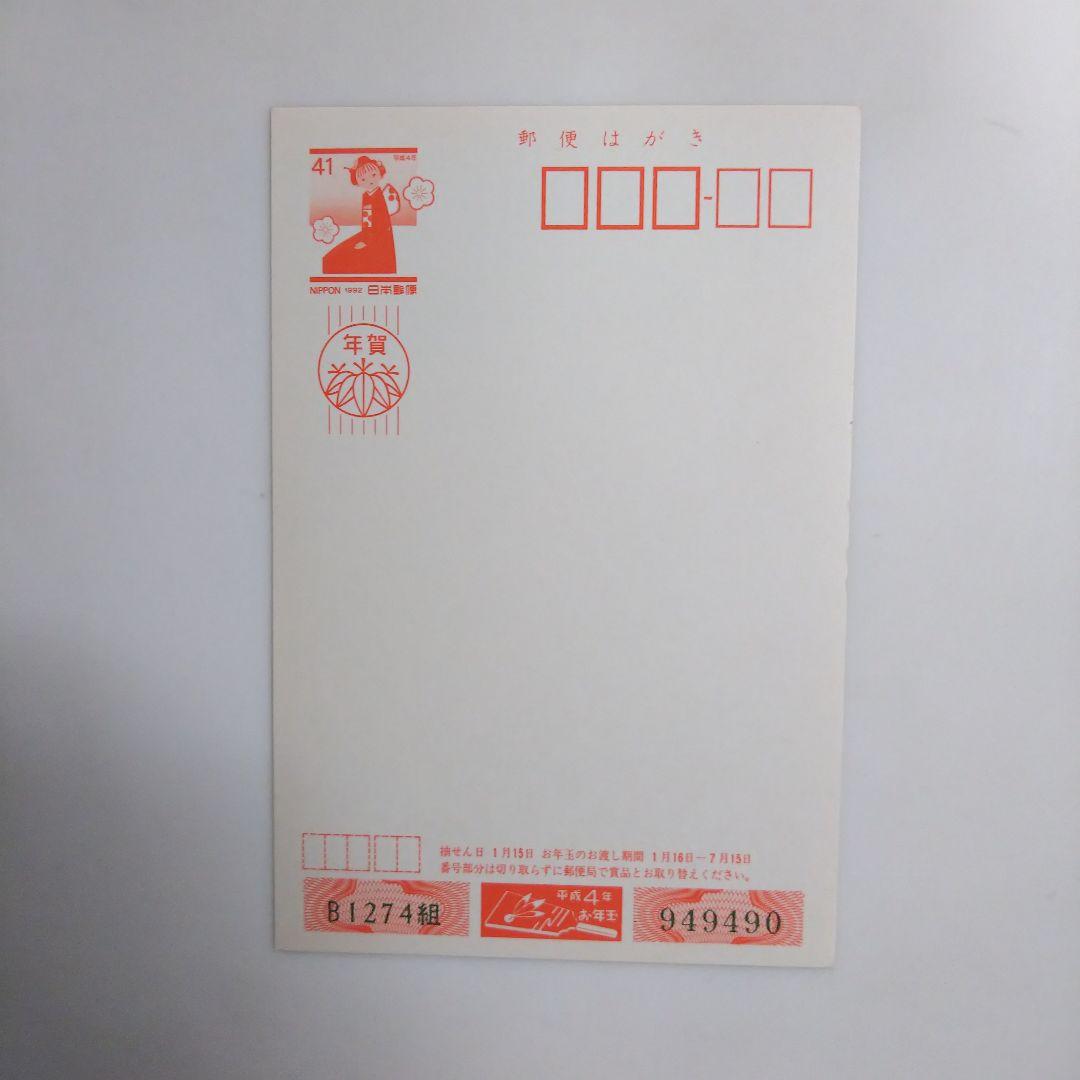 郵便はがき
41
平成4年
NIPPON 1992 日本郵便
年賀
抽せん日 1月15日 お年玉のお渡し期間 1月16日ー7月15日
番号部分は切り取らずに郵便局で賞品とお取り替えください。
B1274組
平成4年
お年玉
949490